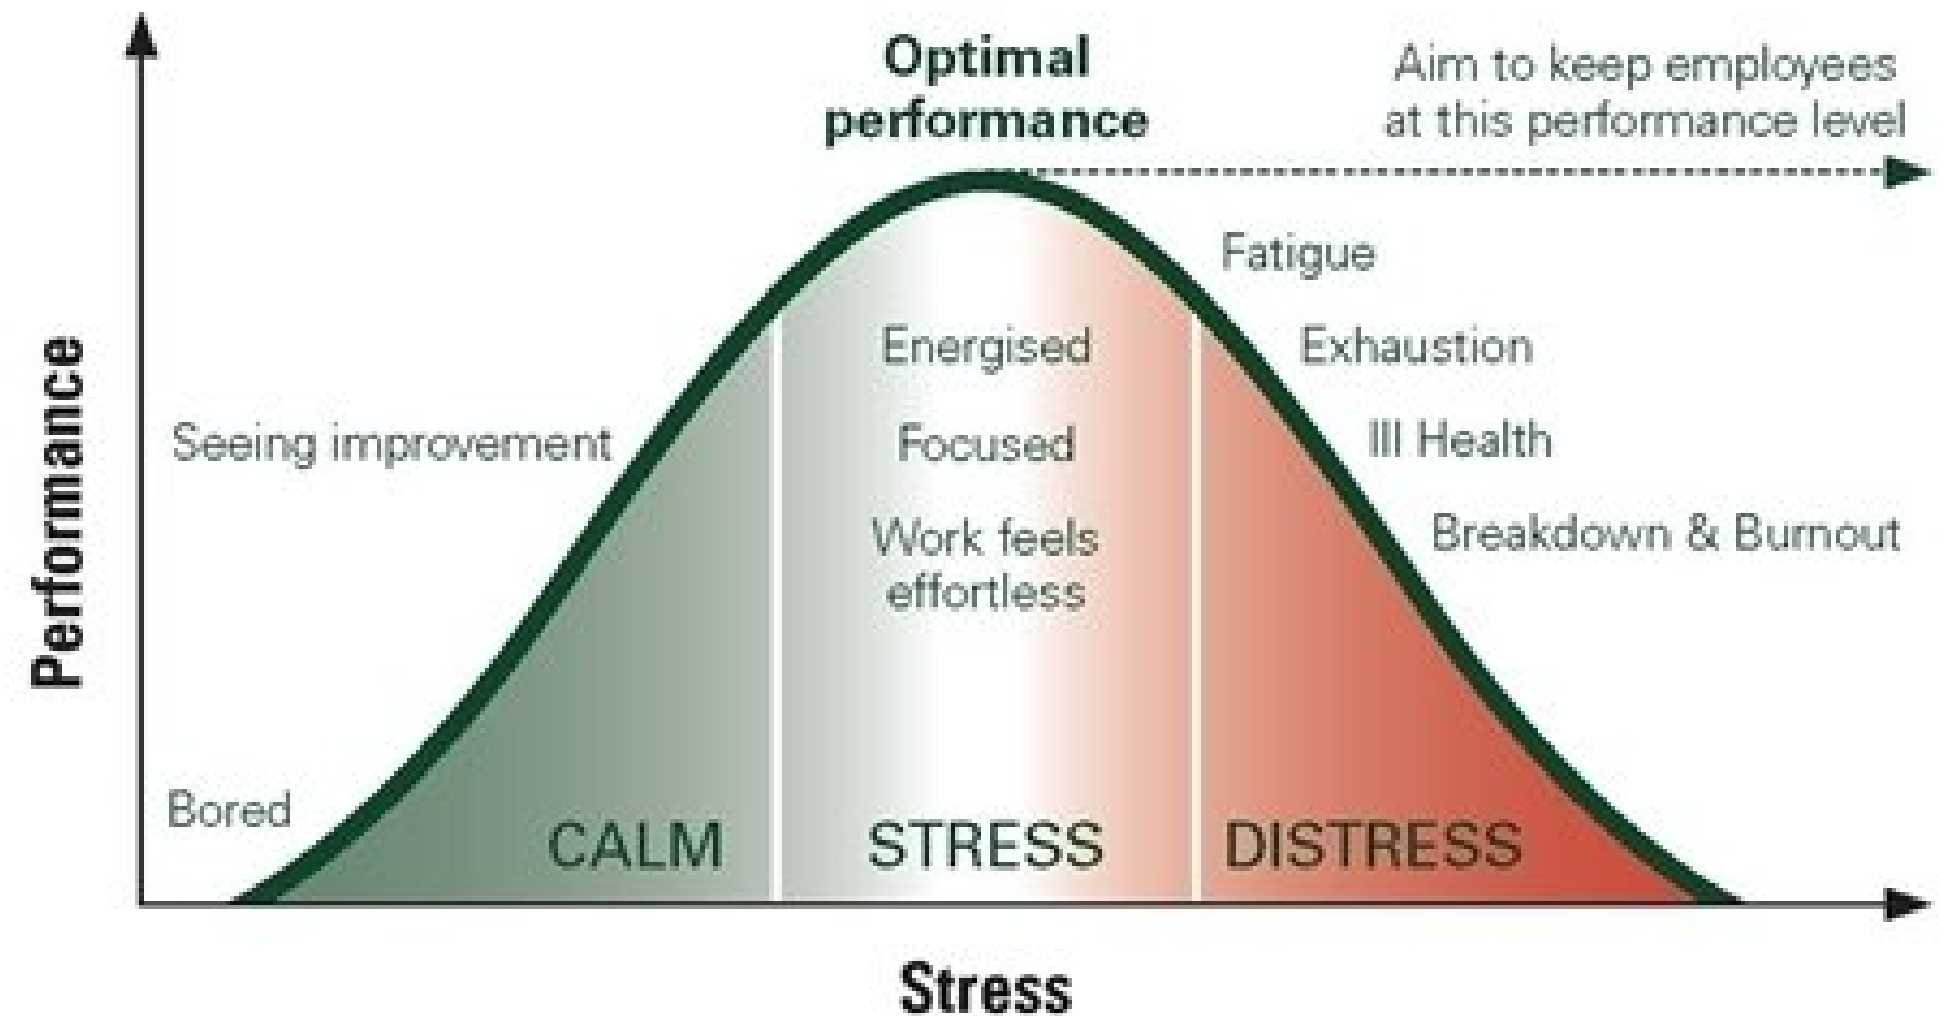 Optimal
performance
Aim to keep employees
at this performance level
Fatigue
Energised
Exhaustion
Seeing improvement
Focused
Ill Health
Work feels
effortless
Breakdown & Burnout
Performance
Bored
CALM
STRESS
DISTRESS
Stress